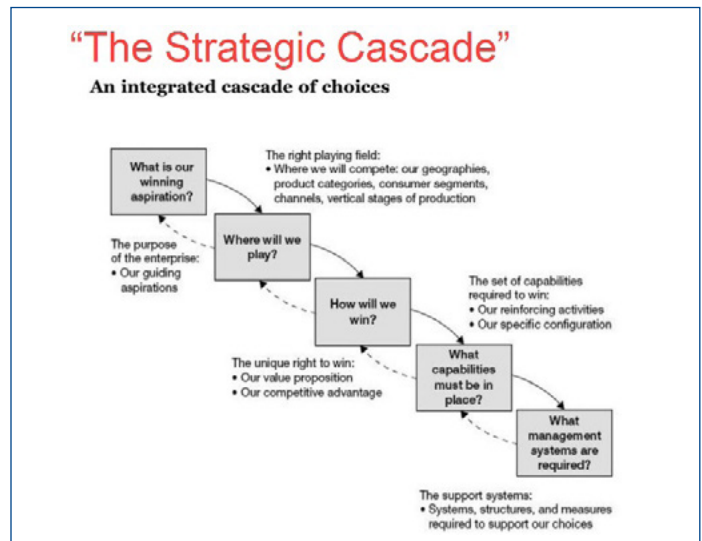 “The Strategic Cascade”
An integrated cascade of choices
What is our
winning
aspiration?
The right playing field:
• Where we will compete: our geographies,
product categories, consumer segments,
channels, vertical stages of production
The purpose
of the enterprise:
• Our guiding
aspirations
Where will we
play?
How will we
win?
The set of capabilities
required to win:
• Our reinforcing activities
• Our specific configuration
The unique right to win:
• Our value proposition
• Our competitive advantage
What
capabilities
must be in
place?
What
management
systems are
required?
The support systems:
• Systems, structures, and measures
required to support our choices